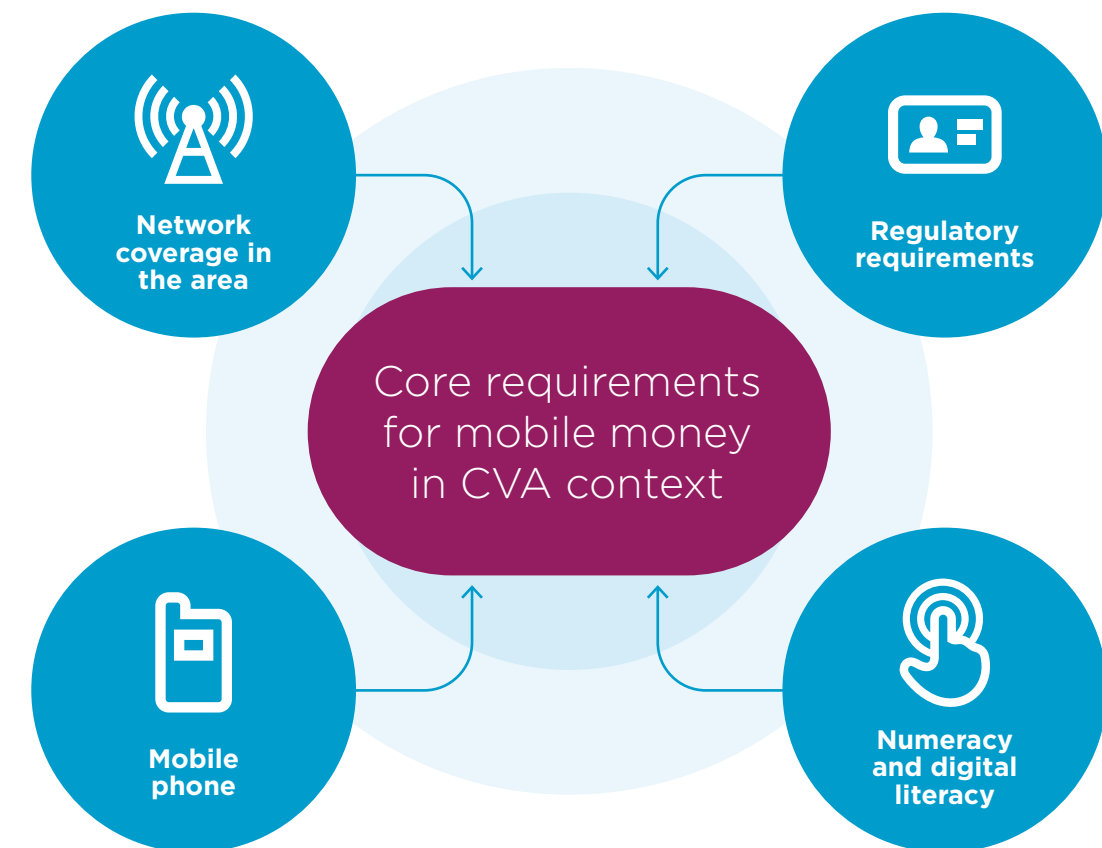 Network
coverage in
the area
Regulatory
requirements
Core requirements
for mobile money
in CVA context
Mobile
phone
Numeracy
and digital
literacy